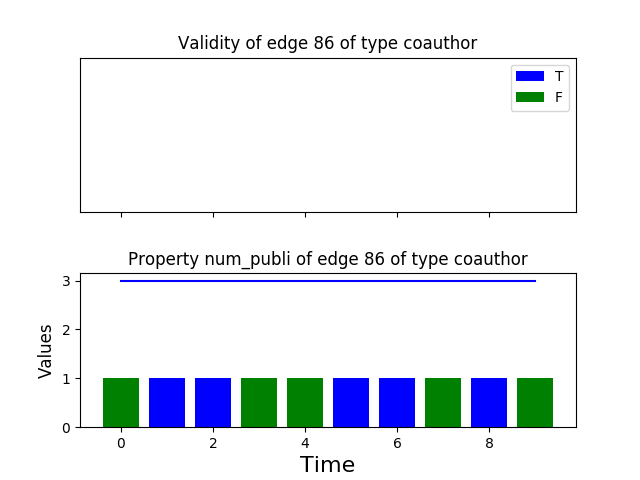 Validity of edge 86 of type coauthor
T
F
Property num_publi of edge 86 of type coauthor
3
2
1
0
Values
0 2 4 6 8
Time